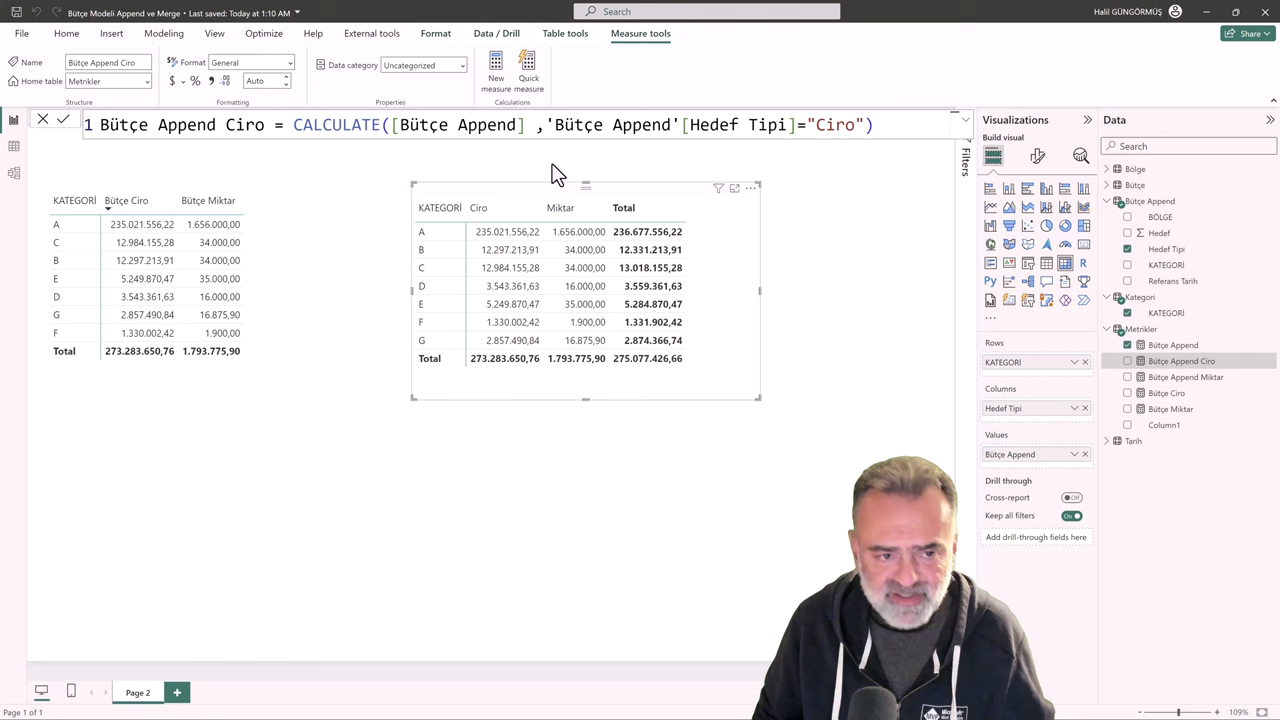 Bütçe Modeli Append ve Merge • Last saved: Today at 1:10 AM
Search
Halil GÜNGÖRMÜŞ
File Home Insert Modeling View Optimize Help External tools Format Data / Drill Table tools Measure tools
Share
Name Bütçe Append Ciro
Home table Metrikler
Structure
Format General
$ % Auto
Formatting
Data category Uncategorized
Properties
New measure
Quick measure
Calculations
1 Bütçe Append Ciro = CALCULATE([Bütçe Append] ,'Bütçe Append'[Hedef Tipi]="Ciro")
KATEGORİ Bütçe Ciro Bütçe Miktar
A 235.021.556,22 1.656.000,00
C 12.984.155,28 34.000,00
B 12.297.213,91 34.000,00
E 5.249.870,47 35.000,00
D 3.543.361,63 16.000,00
G 2.857.490,84 16.875,90
F 1.330.002,42 1.900,00
Total 273.283.650,76 1.793.775,90
KATEGORİ Ciro Miktar Total
A 235.021.556,22 1.656.000,00 236.677.556,22
B 12.297.213,91 34.000,00 12.331.213,91
C 12.984.155,28 34.000,00 13.018.155,28
D 3.543.361,63 16.000,00 3.559.361,63
E 5.249.870,47 35.000,00 5.284.870,47
F 1.330.002,42 1.900,00 1.331.902,42
G 2.857.490,84 16.875,90 2.874.366,74
Total 273.283.650,76 1.793.775,90 275.077.426,66
Filters
Visualizations
Build visual
Rows
KATEGORİ
Columns
Hedef Tipi
Values
Bütçe Append
Drill through
Cross-report Off
Keep all filters On
Add drill-through fields here
Data
Search
Bölge
Bütçe
Bütçe Append
BÖLGE
Hedef
Hedef Tipi
KATEGORİ
Referans Tarih
Kategori
KATEGORİ
Metrikler
Bütçe Append
Bütçe Append Ciro
Bütçe Append Miktar
Bütçe Ciro
Bütçe Miktar
Column1
Tarih
Page 2
Page 1 of 1
109%